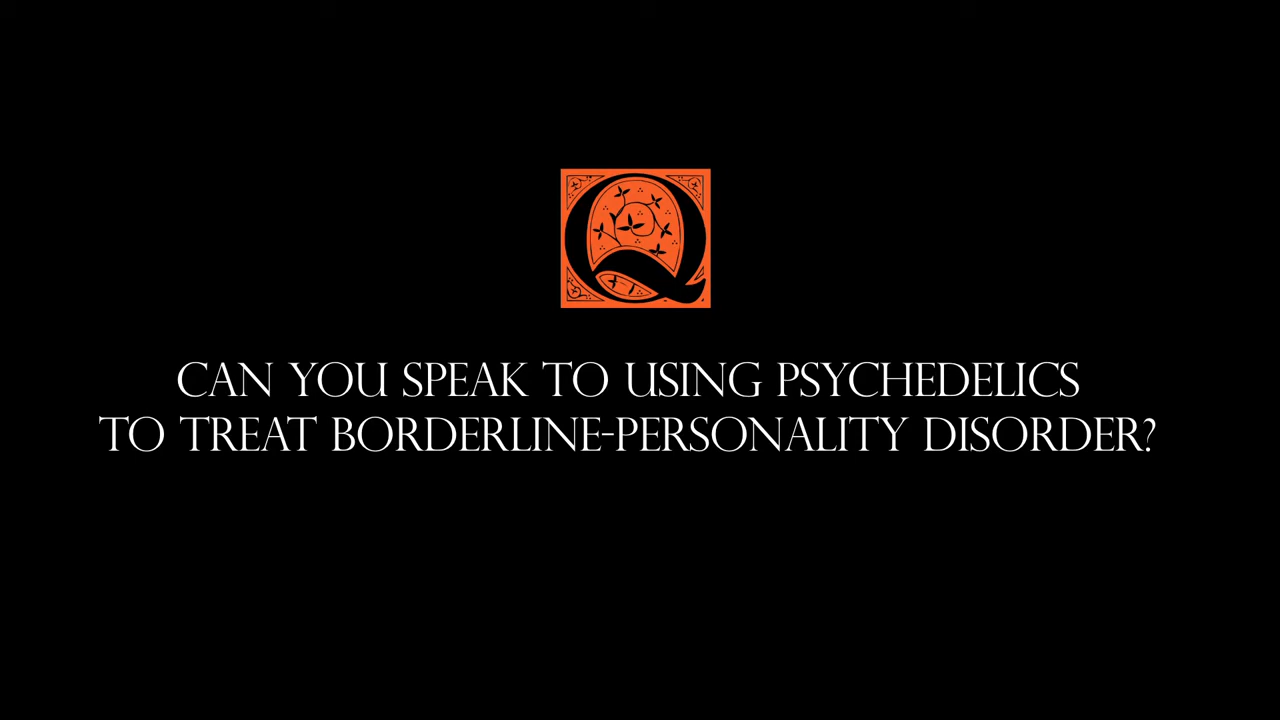 Q
CAN YOU SPEAK TO USING PSYCHEDELICS
TO TREAT BORDERLINE-PERSONALITY DISORDER?